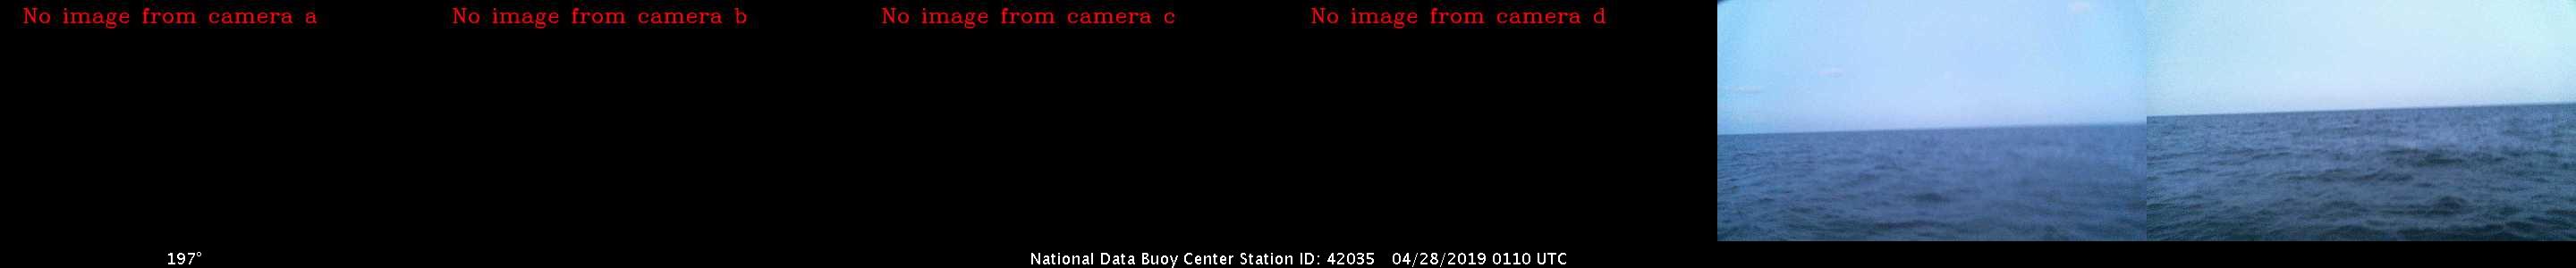 No image from camera a
No image from camera b
No image from camera c
No image from camera d
197°
National Data Buoy Center Station ID: 42035 04/28/2019 0110 UTC